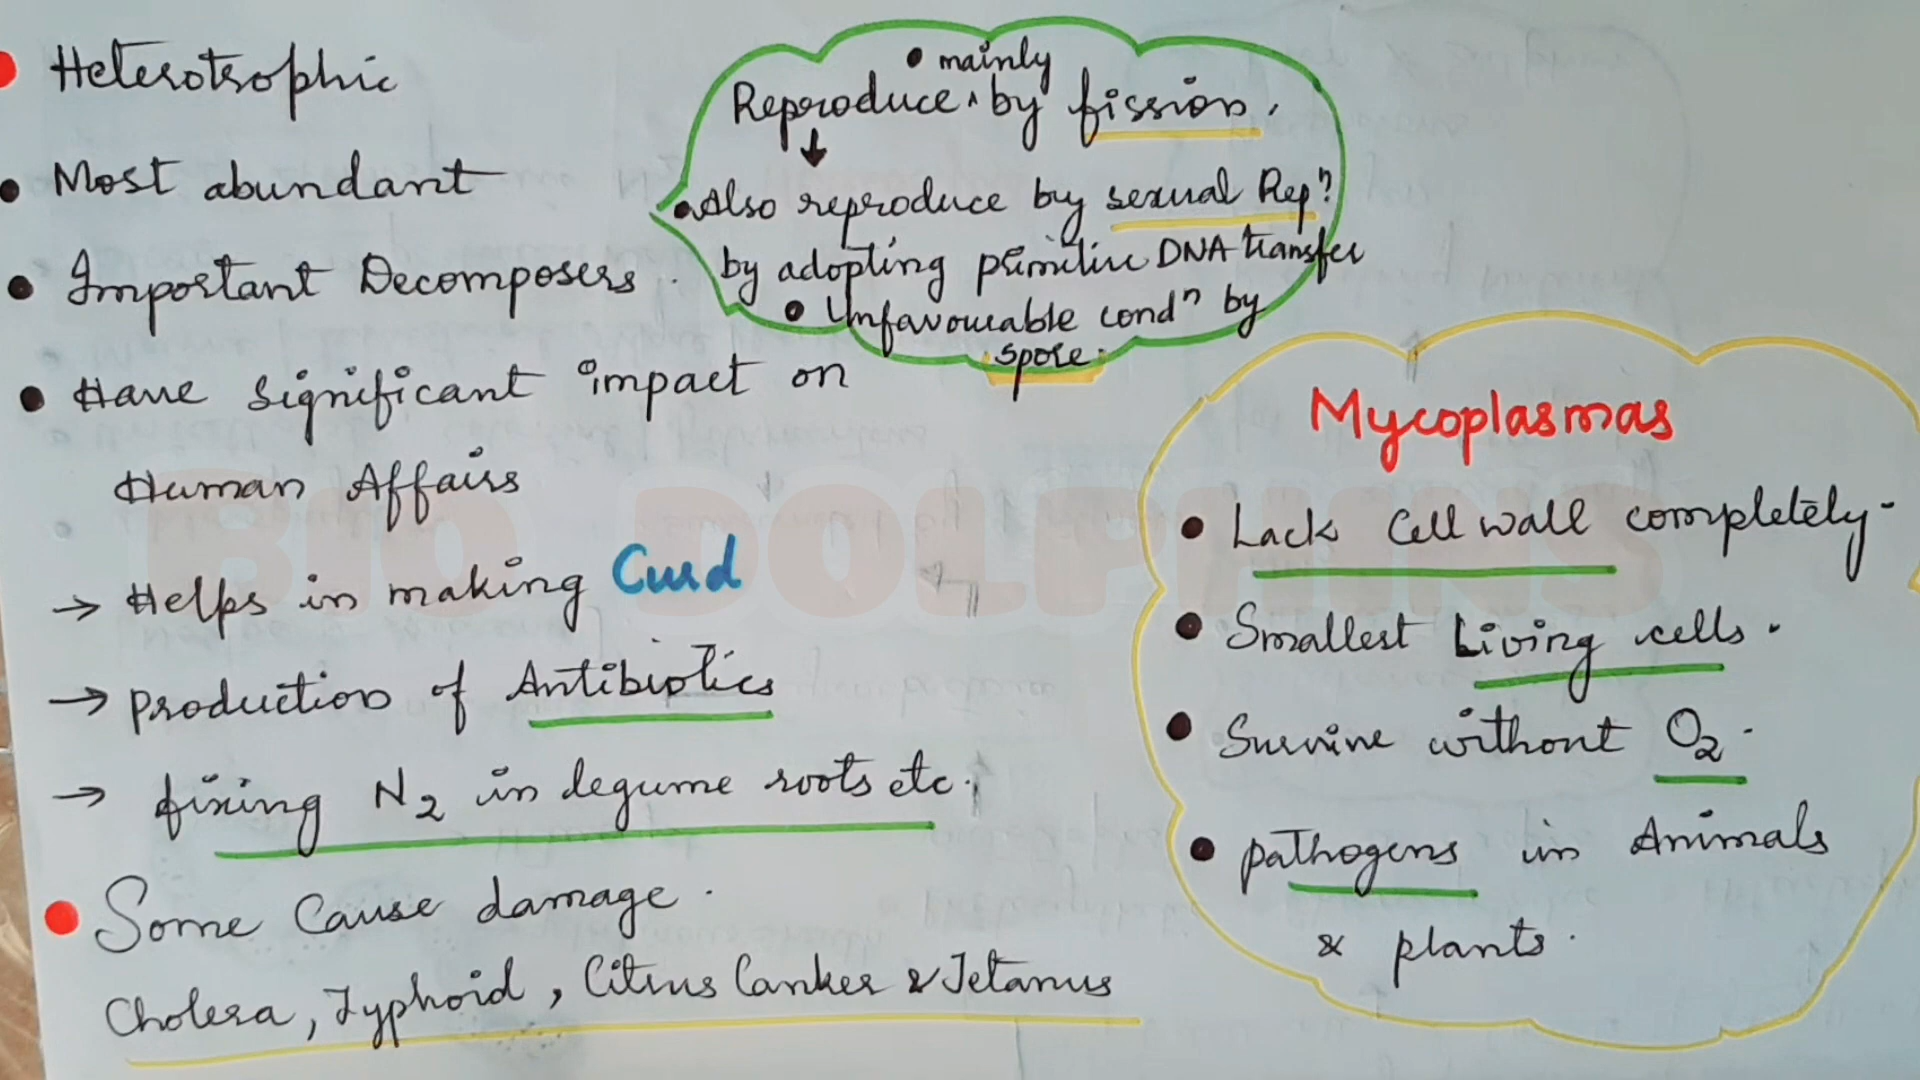 Heterotrophic
Most abundant
Important Decomposers.
Have significant impact on
Human Affairs
→ Helps in making Curd
→ production of Antibiotics
→ fixing N2 in legume roots etc.
Some Cause damage.
Cholera, Typhoid, Citrus Canker & Tetanus
mainly
Reproduce ^ by fission.
Also reproduce by sexual Repn
by adopting primitive DNA transfer
Unfavourable condn by
spore.
Mycoplasmas
Lack Cell wall completely.
Smallest Living cells.
Survive without O2.
pathogens in Animals
& plants.
BIO DOLPHINS